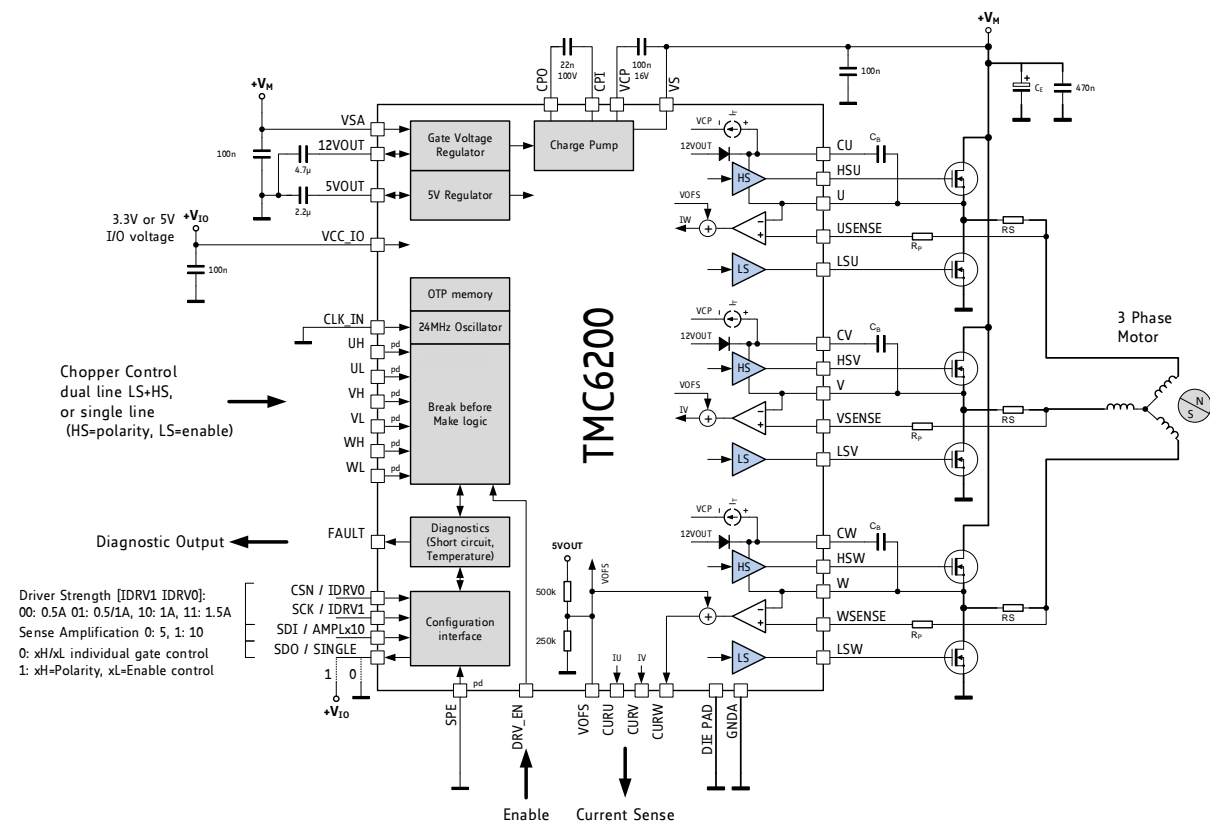 +VM
22n
100V
100n
16V
CPO
CPI
VCP
VS
100n
CE
470n
+VM
VSA
12VOUT
100n
4.7µ
5VOUT
2.2µ
Gate Voltage
Regulator
5V Regulator
Charge Pump
3.3V or 5V
I/O voltage
+VIO
VCC_IO
100n
OTP memory
24MHz Oscillator
Break before
Make logic
CLK_IN
UH
pd
UL
pd
VH
pd
VL
pd
WH
pd
WL
pd
Chopper Control
dual line LS+HS,
or single line
(HS=polarity, LS=enable)
TMC6200
VCP
+
12VOUT
HS
CU
CB
HSU
U
VOFS
IW
+
-
+
USENSE
RP
RS
LS
LSU
VCP
+
12VOUT
HS
CV
CB
HSV
V
VOFS
IV
+
-
+
VSENSE
RP
RS
LS
LSV
3 Phase
Motor
N
S
VCP
+
12VOUT
HS
CW
CB
HSW
W
+
-
+
WSENSE
RP
RS
LS
LSW
Diagnostic Output
FAULT
Diagnostics
(Short circuit,
Temperature)
Driver Strength [IDRV1 IDRV0]:
00: 0.5A 01: 0.5/1A, 10: 1A, 11: 1.5A
Sense Amplification 0: 5, 1: 10
0: xH/xL individual gate control
1: xH=Polarity, xL=Enable control
CSN / IDRV0
SCK / IDRV1
SDI / AMPLx10
SDO / SINGLE
1
0
+VIO
Configuration
interface
pd
5VOUT
500k
250k
VOFS
IU
IV
SPE
DRV_EN
VOFS
CURU
CURV
CURW
DIE PAD
GNDA
Enable
Current Sense